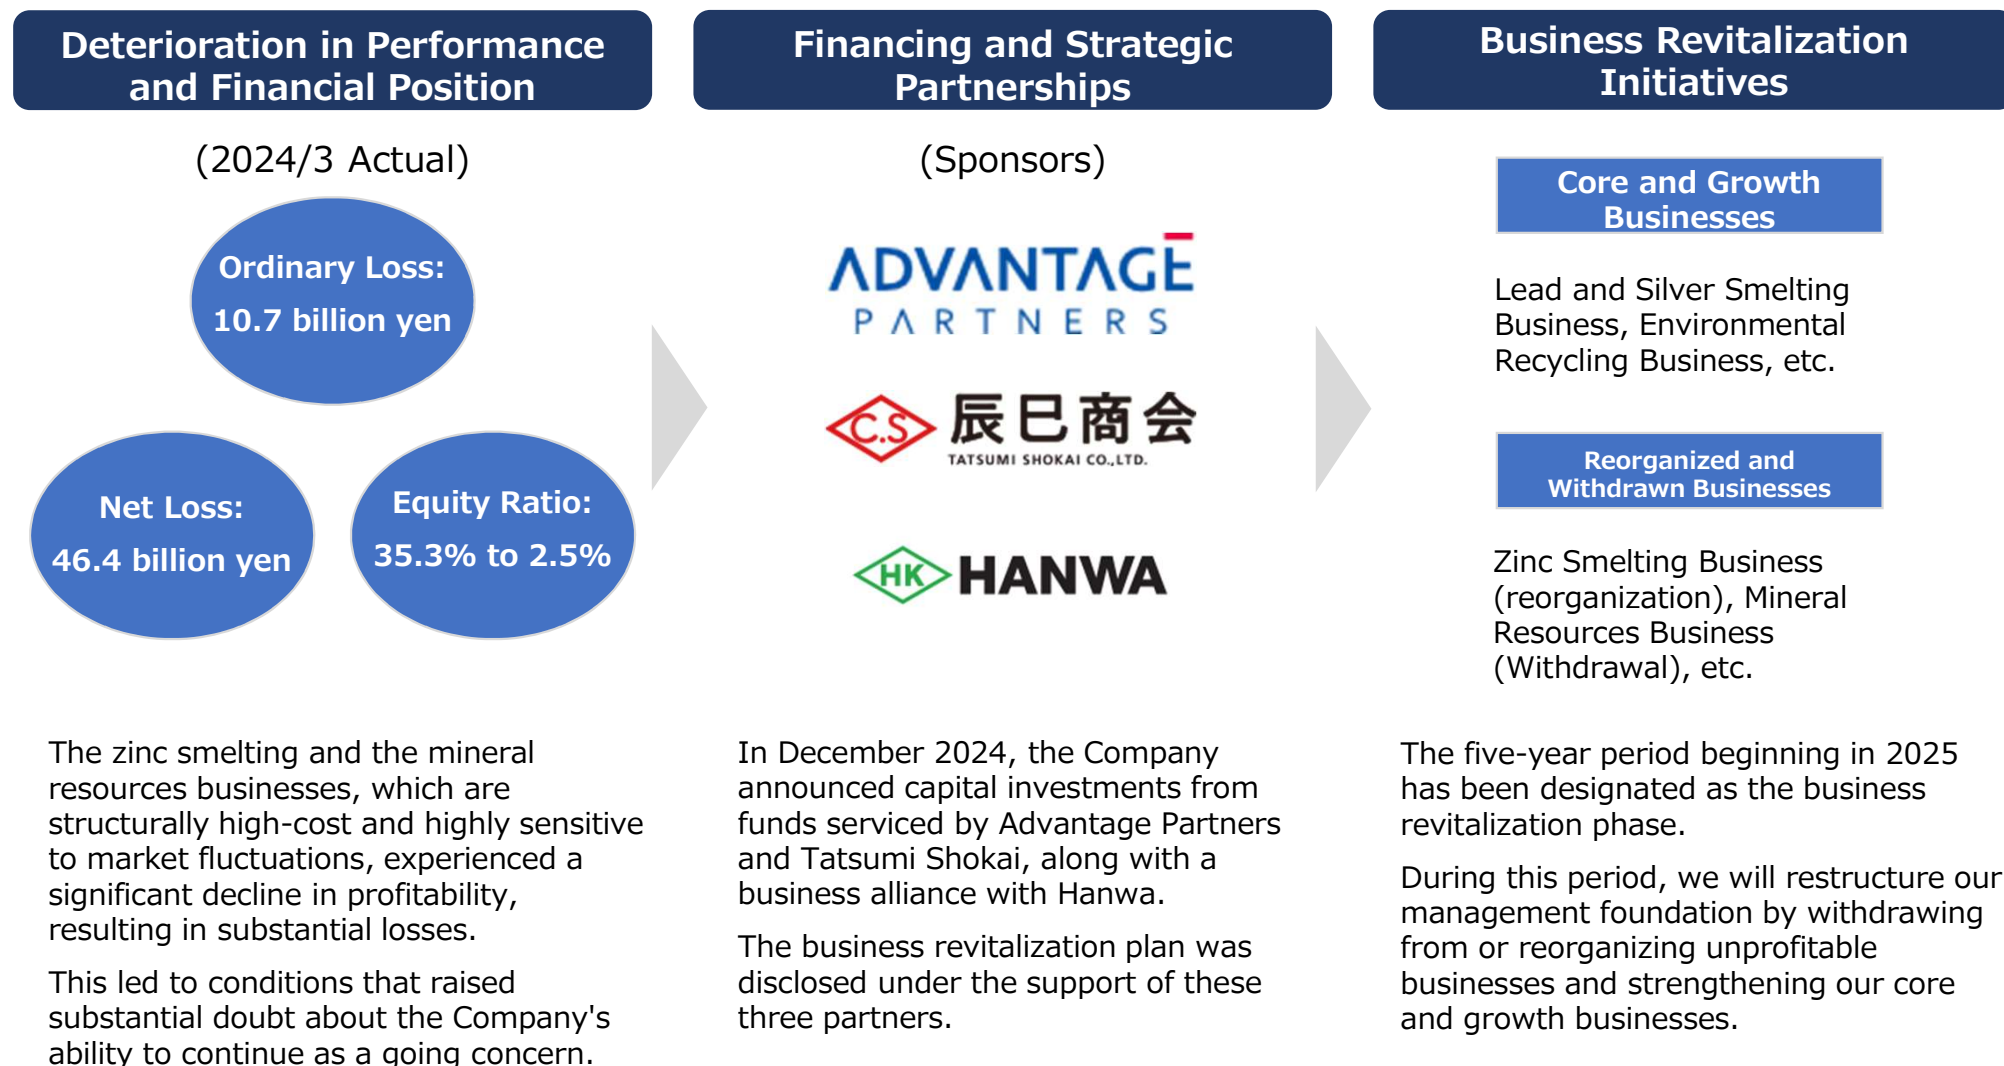 Deterioration in Performance
and Financial Position
(2024/3 Actual)
Ordinary Loss:
10.7 billion yen
Net Loss:
46.4 billion yen
Equity Ratio:
35.3% to 2.5%
The zinc smelting and the mineral
resources businesses, which are
structurally high-cost and highly sensitive
to market fluctuations, experienced a
significant decline in profitability,
resulting in substantial losses.
This led to conditions that raised
substantial doubt about the Company's
ability to continue as a going concern.
Financing and Strategic
Partnerships
(Sponsors)
ADVANTAGE
PARTNERS
C.S 辰巳商会
TATSUMI SHOKAI CO.,LTD.
HK HANWA
In December 2024, the Company
announced capital investments from
funds serviced by Advantage Partners
and Tatsumi Shokai, along with a
business alliance with Hanwa.
The business revitalization plan was
disclosed under the support of these
three partners.
Business Revitalization
Initiatives
Core and Growth
Businesses
Lead and Silver Smelting
Business, Environmental
Recycling Business, etc.
Reorganized and
Withdrawn Businesses
Zinc Smelting Business
(reorganization), Mineral
Resources Business
(Withdrawal), etc.
The five-year period beginning in 2025
has been designated as the business
revitalization phase.
During this period, we will restructure our
management foundation by withdrawing
from or reorganizing unprofitable
businesses and strengthening our core
and growth businesses.